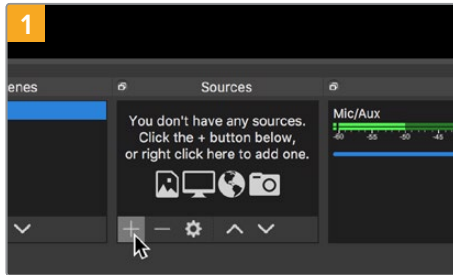 1
enes
Sources
You don't have any sources.
Click the + button below,
or right click here to add one.
Mic/Aux
-60 -55 -50 -45